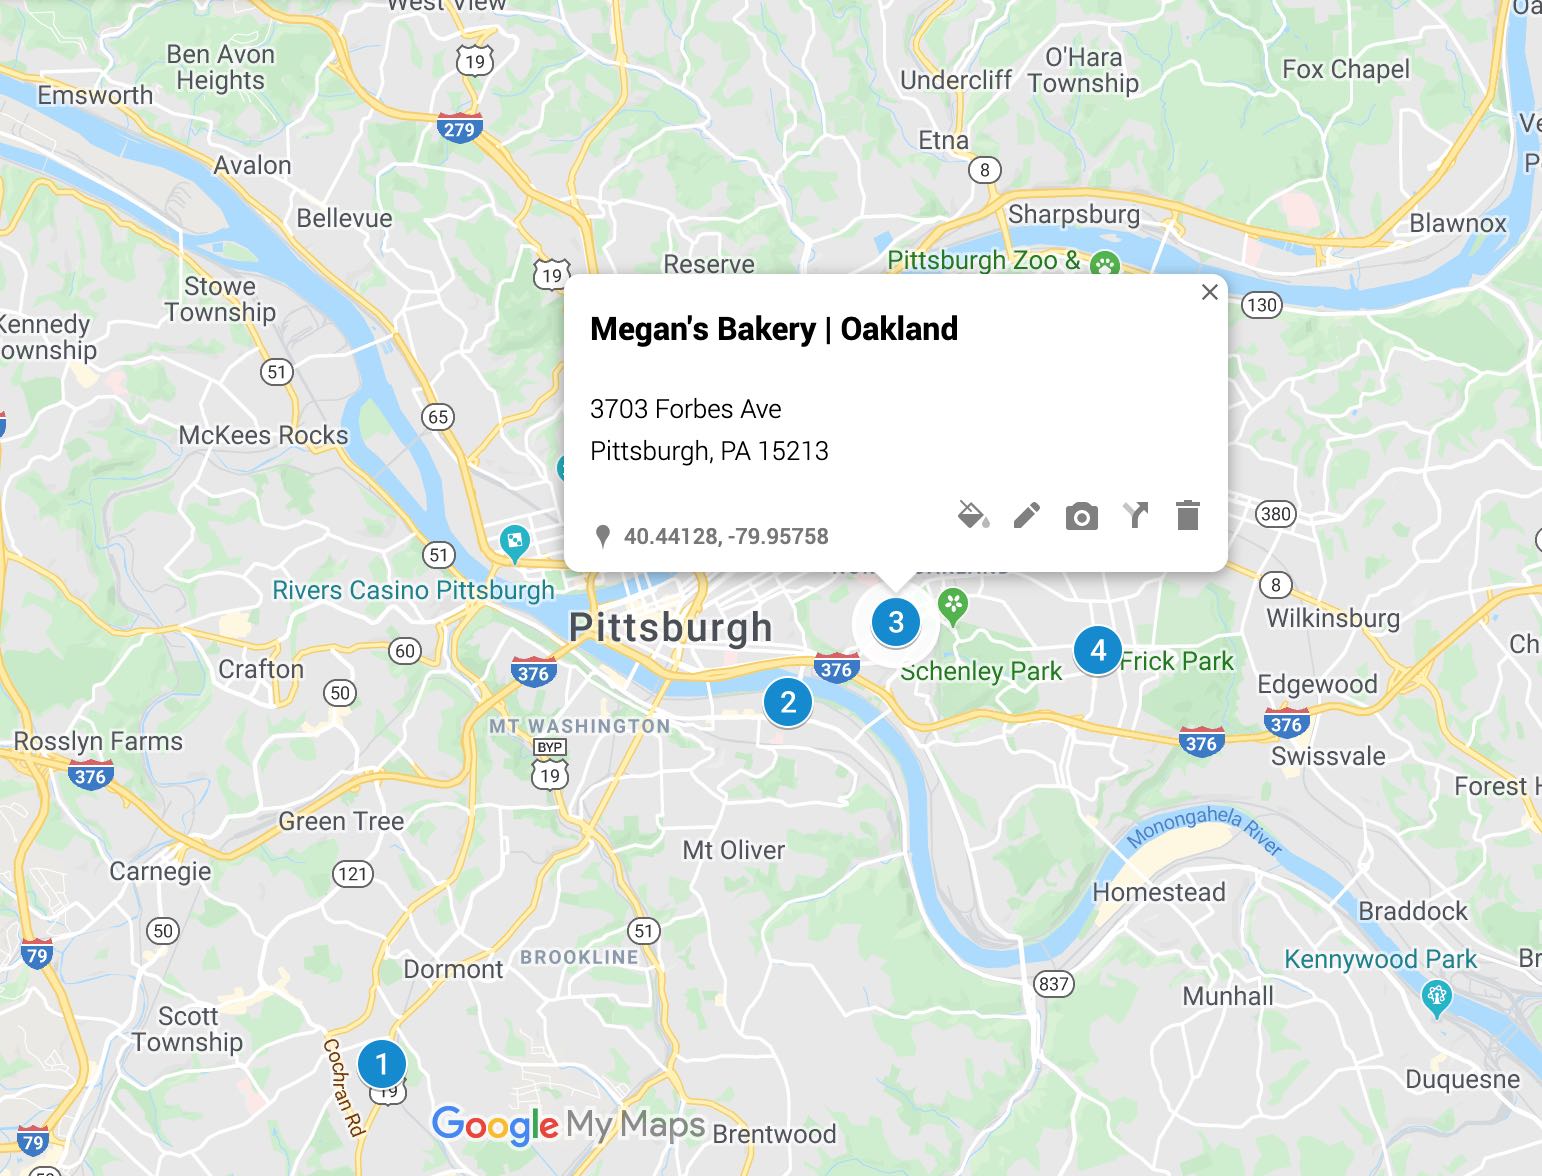 West View
Ben Avon
Heights
19
O'Hara
Township
Fox Chapel
Undercliff
Emsworth
279
Etna
Avalon
8
Bellevue
Sharpsburg
Blawnox
Reserve
Pittsburgh Zoo &
19
Stowe
Township
130
Kennedy
ownship
Megan's Bakery | Oakland
3703 Forbes Ave
Pittsburgh, PA 15213
40.44128, -79.95758
51
65
McKees Rocks
380
51
Rivers Casino Pittsburgh
8
Wilkinsburg
Pittsburgh
3
Ch
60
376
376
4
Frick Park
Crafton
Schenley Park
50
2
Edgewood
MT WASHINGTON
376
376
Rosslyn Farms
BYP
19
Swissvale
376
Forest H
Green Tree
Monongahela River
Mt Oliver
Carnegie
121
Homestead
Braddock
50
51
79
BROOKLINE
Kennywood Park
Br
Dormont
837
Munhall
Scott
Township
1
19
Cochran Rd
Duquesne
Google My Maps
Brentwood
79
50